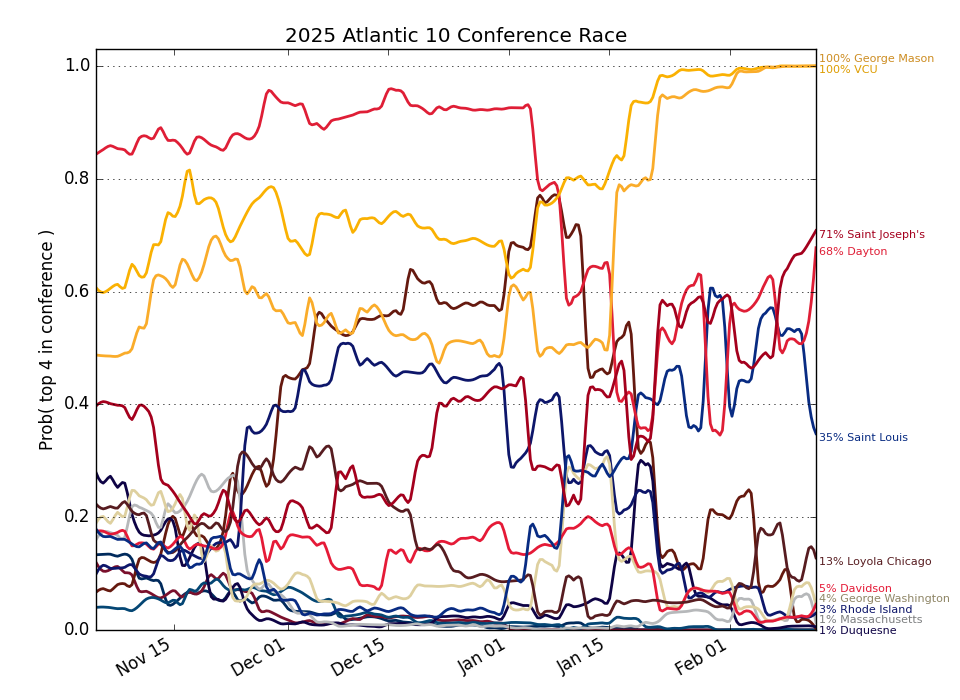 2025 Atlantic 10 Conference Race
Prob( top 4 in conference )
1.0
0.8
0.6
0.4
0.2
0.0
Nov 15
Dec 01
Dec 15
Jan 01
Jan 15
Feb 01
100% George Mason
100% VCU
71% Saint Joseph's
68% Dayton
35% Saint Louis
13% Loyola Chicago
5% Davidson
4% George Washington
3% Rhode Island
1% Massachusetts
1% Duquesne